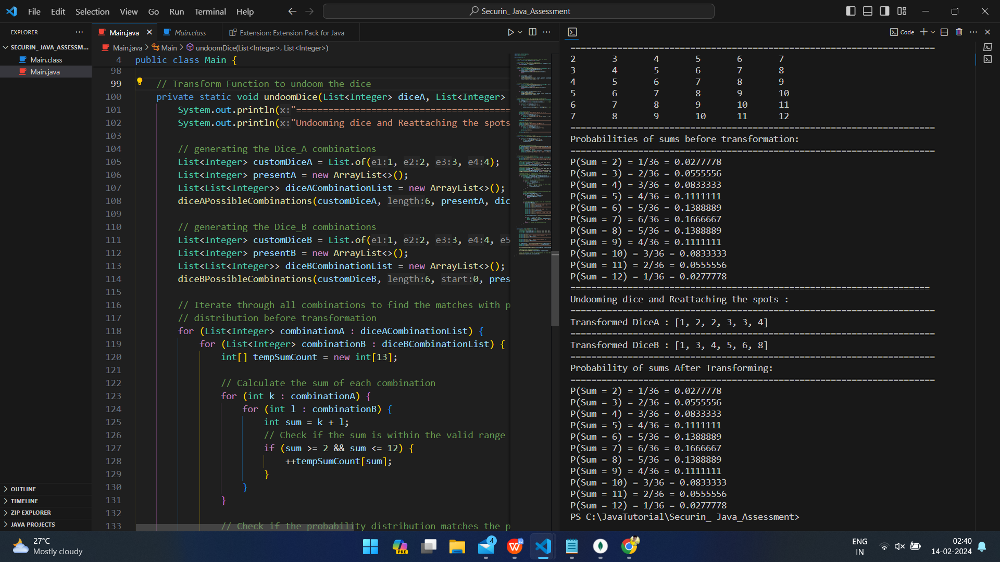 File Edit Selection View Go Run Terminal Help
Securin_ Java_Assessment
EXPLORER
SECURIN_ JAVA_ASSESSM...
Main.class
Main.java
OUTLINE
TIMELINE
ZIP EXPLORER
JAVA PROJECTS
Main.java
Main.class
Extension: Extension Pack for Java
Main.java > Main > undoomDice(List<Integer>, List<Integer>)
4 public class Main {
98
99 // Transform Function to undoom the dice
100 private static void undoomDice(List<Integer> diceA, List<Integer>
101 System.out.println(x:"========================================
102 System.out.println(x:"Undooming dice and Reattaching the spots
103
104 // generating the Dice_A combinations
105 List<Integer> customDiceA = List.of(e1:1, e2:2, e3:3, e4:4);
106 List<Integer> presentA = new ArrayList<>();
107 List<List<Integer>> diceACombinationList = new ArrayList<>();
108 diceAPossibleCombinations(customDiceA, length:6, presentA, dic
109
110 // generating the Dice_B combinations
111 List<Integer> customDiceB = List.of(e1:1, e2:2, e3:3, e4:4, e5
112 List<Integer> presentB = new ArrayList<>();
113 List<List<Integer>> diceBCombinationList = new ArrayList<>();
114 diceBPossibleCombinations(customDiceB, length:6, start:0, pres
115
116 // Iterate through all combinations to find the matches with p
117 // distribution before transformation
118 for (List<Integer> combinationA : diceACombinationList) {
119 for (List<Integer> combinationB : diceBCombinationList) {
120 int[] tempSumCount = new int[13];
121
122 // Calculate the sum of each combination
123 for (int k : combinationA) {
124 for (int l : combinationB) {
125 int sum = k + l;
126 // Check if the sum is within the valid range
127 if (sum >= 2 && sum <= 12) {
128 ++tempSumCount[sum];
129 }
130 }
131 }
132
133 // Check if the probability distribution matches the p
Code
======================================================================
2 3 4 5 6 7
3 4 5 6 7 8
4 5 6 7 8 9
5 6 7 8 9 10
6 7 8 9 10 11
7 8 9 10 11 12
======================================================================
Probabilities of sums before transformation:
======================================================================
P(Sum = 2) = 1/36 = 0.0277778
P(Sum = 3) = 2/36 = 0.0555556
P(Sum = 4) = 3/36 = 0.0833333
P(Sum = 5) = 4/36 = 0.1111111
P(Sum = 6) = 5/36 = 0.1388889
P(Sum = 7) = 6/36 = 0.1666667
P(Sum = 8) = 5/36 = 0.1388889
P(Sum = 9) = 4/36 = 0.1111111
P(Sum = 10) = 3/36 = 0.0833333
P(Sum = 11) = 2/36 = 0.0555556
P(Sum = 12) = 1/36 = 0.0277778
=====================================================================
Undooming dice and Reattaching the spots :
======================================================================
Transformed DiceA : [1, 2, 2, 3, 3, 4]
======================================================================
Transformed DiceB : [1, 3, 4, 5, 6, 8]
======================================================================
Probability of sums After Transforming:
======================================================================
P(Sum = 2) = 1/36 = 0.0277778
P(Sum = 3) = 2/36 = 0.0555556
P(Sum = 4) = 3/36 = 0.0833333
P(Sum = 5) = 4/36 = 0.1111111
P(Sum = 6) = 5/36 = 0.1388889
P(Sum = 7) = 6/36 = 0.1666667
P(Sum = 8) = 5/36 = 0.1388889
P(Sum = 9) = 4/36 = 0.1111111
P(Sum = 10) = 3/36 = 0.0833333
P(Sum = 11) = 2/36 = 0.0555556
P(Sum = 12) = 1/36 = 0.0277778
PS C:\JavaTutorial\Securin_ Java_Assessment>
27°C
Mostly cloudy
PRE
4
W
ENG
IN
02:40
14-02-2024